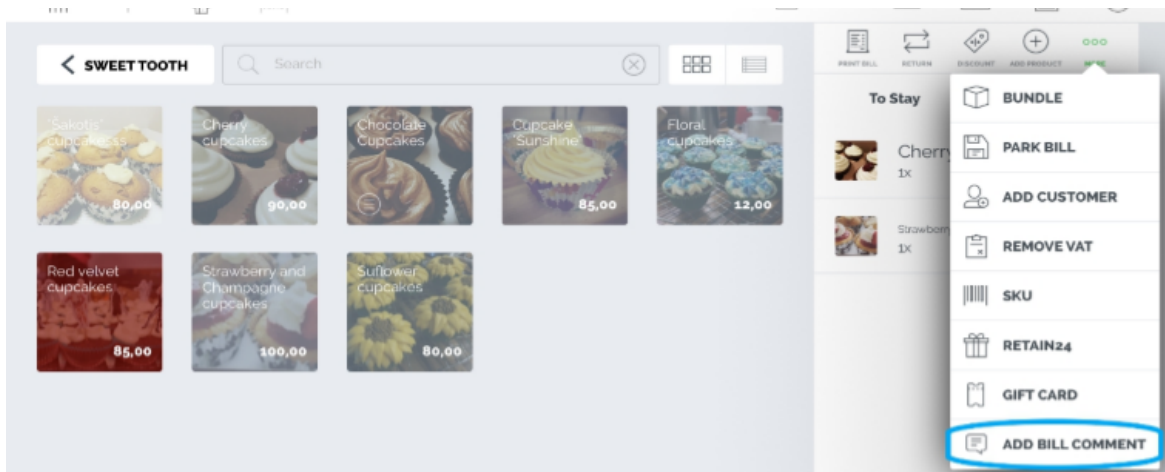 SWEET TOOTH
Search
"Sakotis"
cupcakesss
80,00
Cherry
cupcakes
90,00
Chocolate
Cupcakes
Cupcake
"Sunshine"
85,00
Floral
cupcakes
12,00
Red velvet
cupcakes
85,00
Strawberry and
Champagne
cupcakes
100,00
Suflower
cupcakes
80,00
PRINT BILL
RETURN
DISCOUNT
ADD PRODUCT
MORE
To Stay
Cherry
1x
Strawberry
1x
BUNDLE
PARK BILL
ADD CUSTOMER
REMOVE VAT
SKU
RETAIN24
GIFT CARD
ADD BILL COMMENT